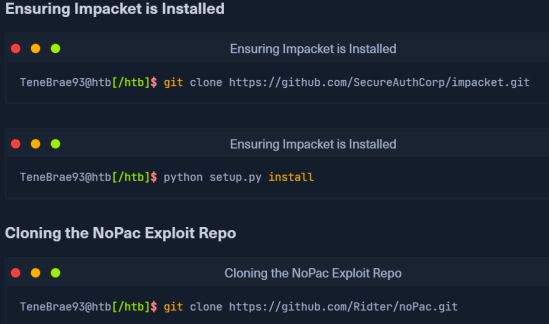 Ensuring Impacket is Installed
Ensuring Impacket is Installed
TeneBrae93@htb[/htb]$ git clone https://github.com/SecureAuthCorp/impacket.git
Ensuring Impacket is Installed
TeneBrae93@htb[/htb]$ python setup.py install
Cloning the NoPac Exploit Repo
Cloning the NoPac Exploit Repo
TeneBrae93@htb[/htb]$ git clone https://github.com/Ridter/noPac.git